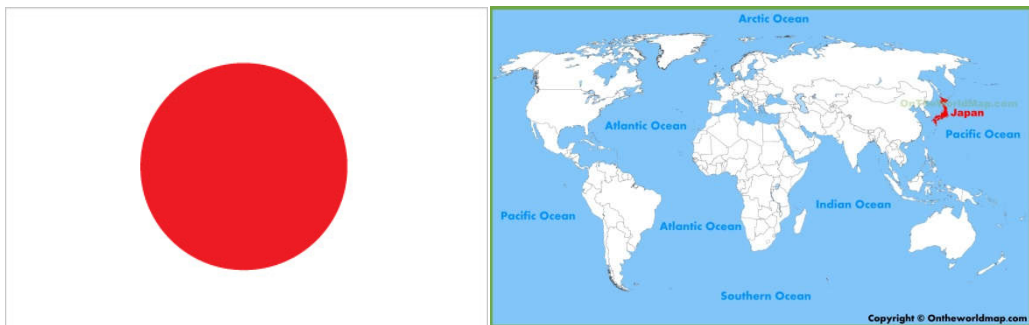 Arctic Ocean
OnTheWorldMap.com
Japan
Atlantic Ocean
Pacific Ocean
Indian Ocean
Pacific Ocean
Atlantic Ocean
Southern Ocean
Copyright © Ontheworldmap.com